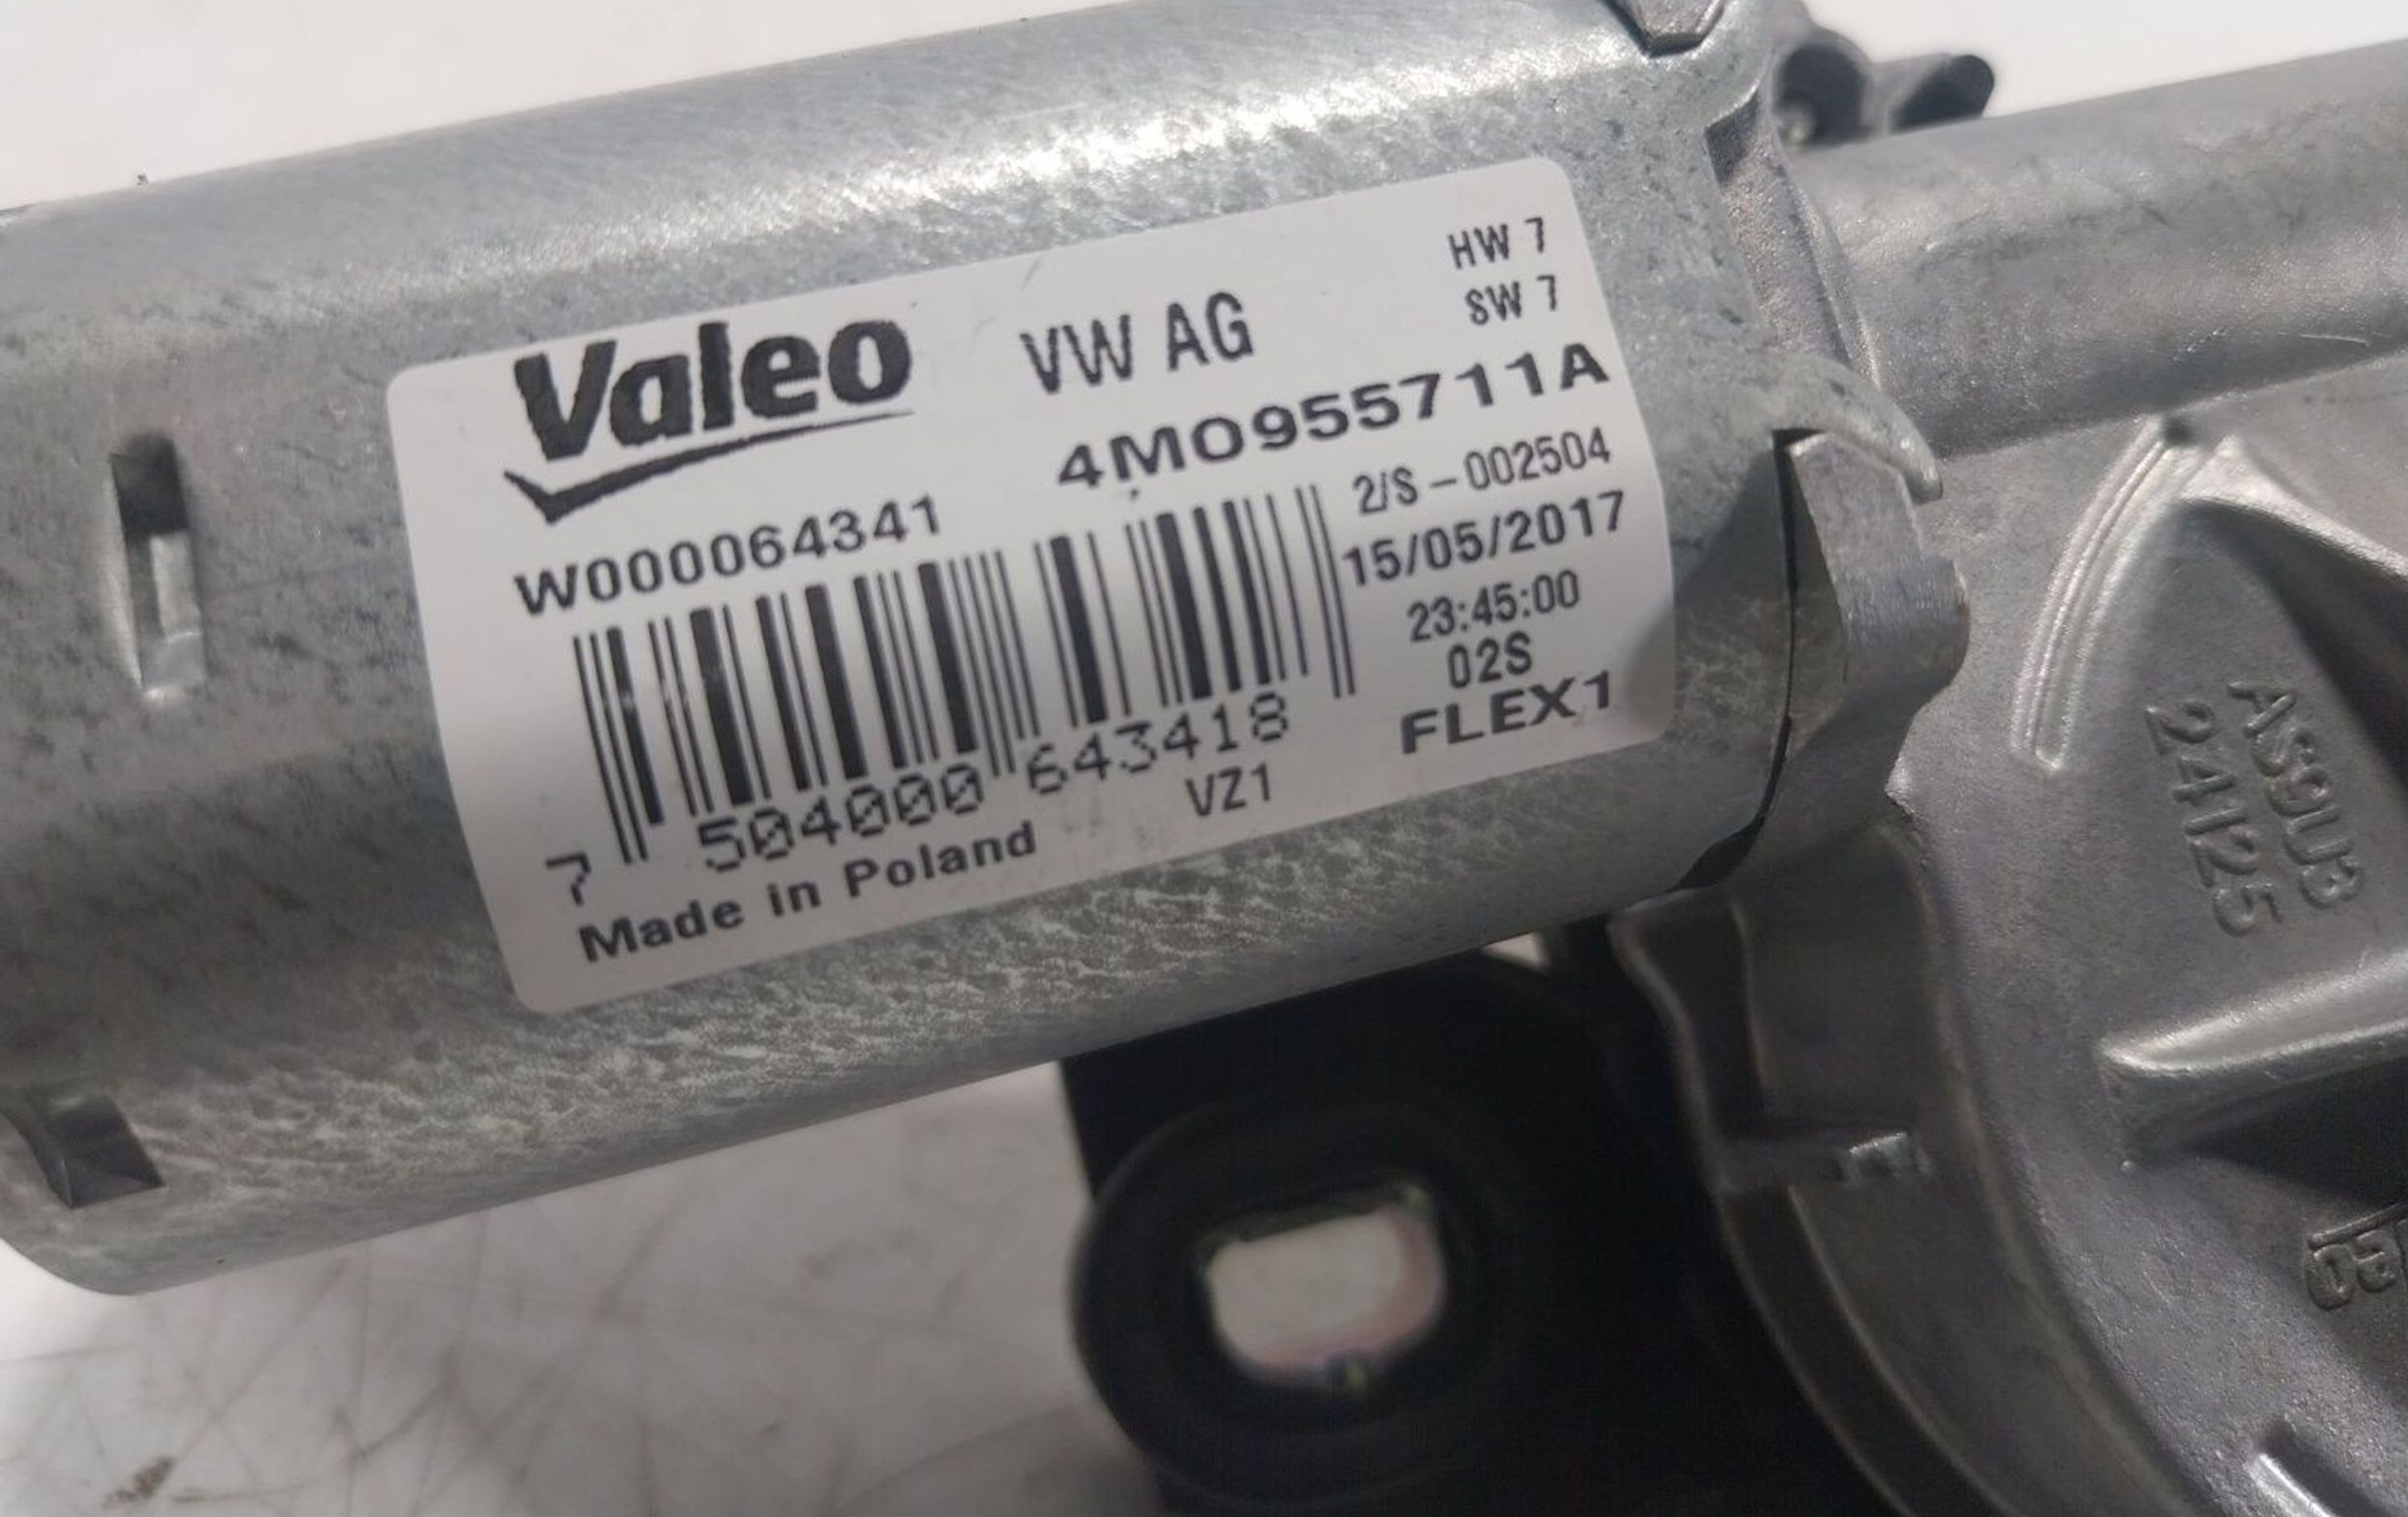 Valeo VW AG
HW 7
SW 7
4M0955711A
W000064341
2/S-002504
15/05/2017
23:45:00
02S
FLEX1
7 504000 643418
VZ1
Made in Poland
24125